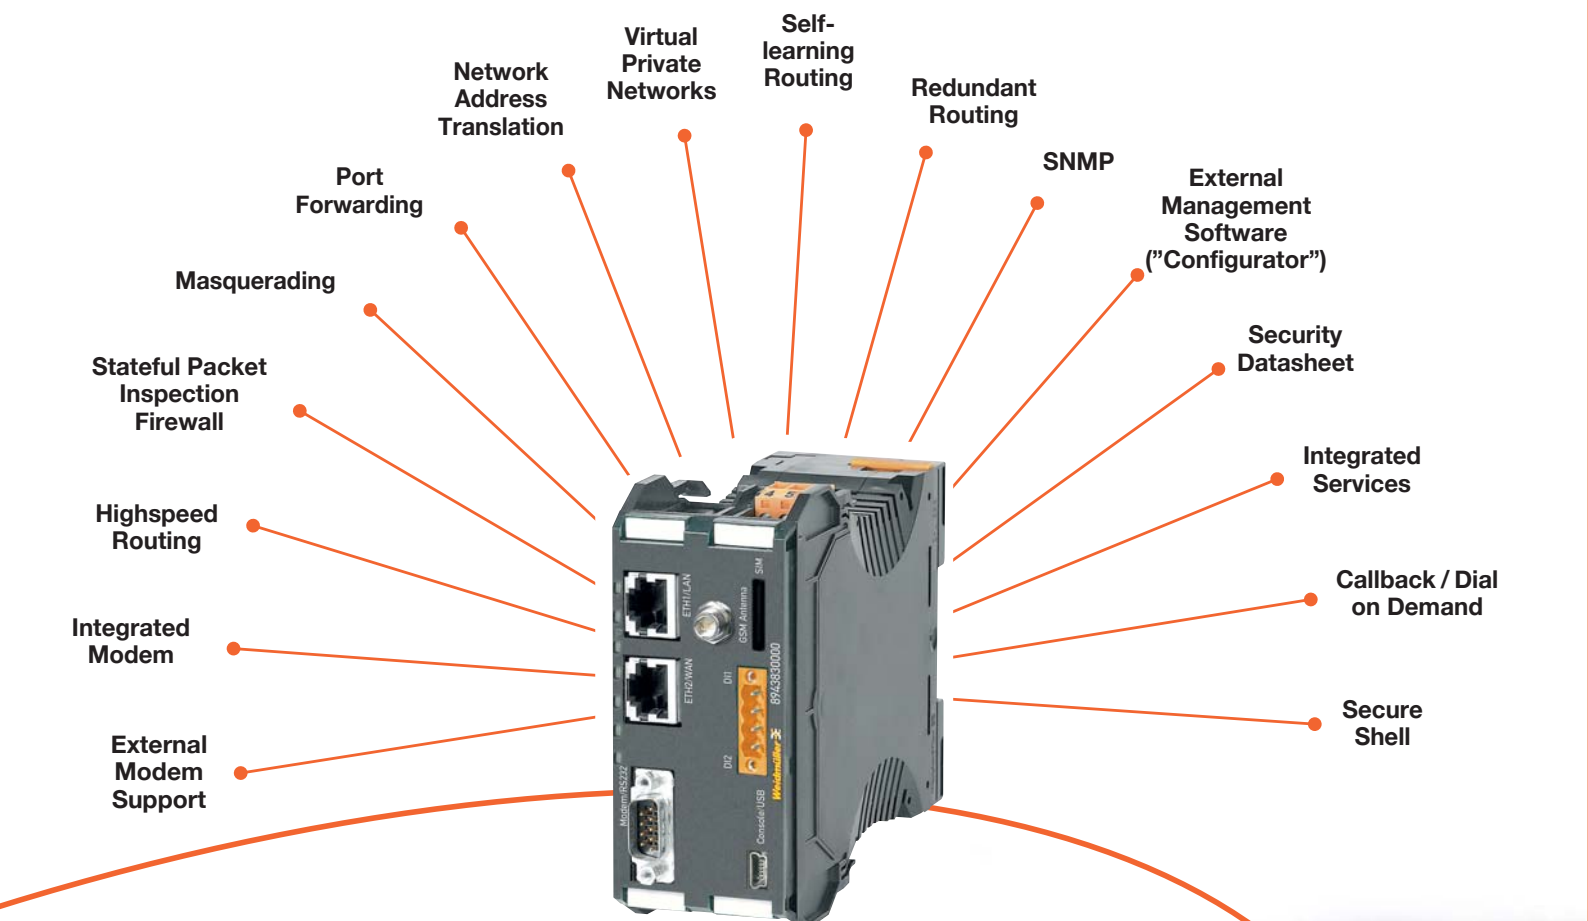 Self-
learning
Routing
Virtual
Private
Networks
Network
Address
Translation
Redundant
Routing
SNMP
Port
Forwarding
External
Management
Software
(”Configurator”)
Masquerading
Security
Datasheet
Stateful Packet
Inspection
Firewall
Integrated
Services
Highspeed
Routing
Callback / Dial
on Demand
Integrated
Modem
Secure
Shell
External
Modem
Support
4 5
SIM
ETH1/LAN
GSM Antenna
ETH2/WAN
DI1
8943830000
DI2
Weidmüller
Modem/RS232
Console/USB